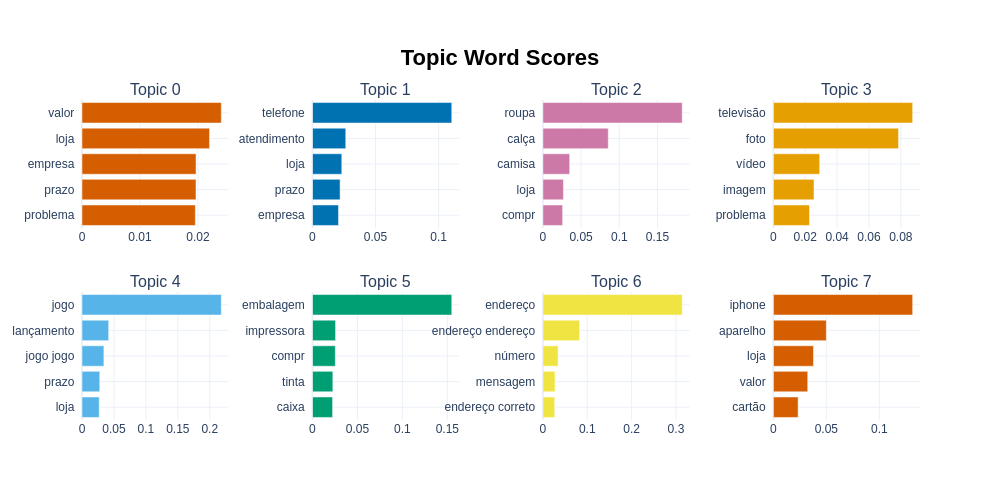 Topic Word Scores
Topic 0
valor
loja
empresa
prazo
problema
0 0.01 0.02
Topic 1
telefone
atendimento
loja
prazo
empresa
0 0.05 0.1
Topic 2
roupa
calça
camisa
loja
compr
0 0.05 0.1 0.15
Topic 3
televisão
foto
vídeo
imagem
problema
0 0.02 0.04 0.06 0.08
Topic 4
jogo
lançamento
jogo jogo
prazo
loja
0 0.05 0.1 0.15 0.2
Topic 5
embalagem
impressora
compr
tinta
caixa
0 0.05 0.1 0.15
Topic 6
endereço
endereço endereço
número
mensagem
endereço correto
0 0.1 0.2 0.3
Topic 7
iphone
aparelho
loja
valor
cartão
0 0.05 0.1